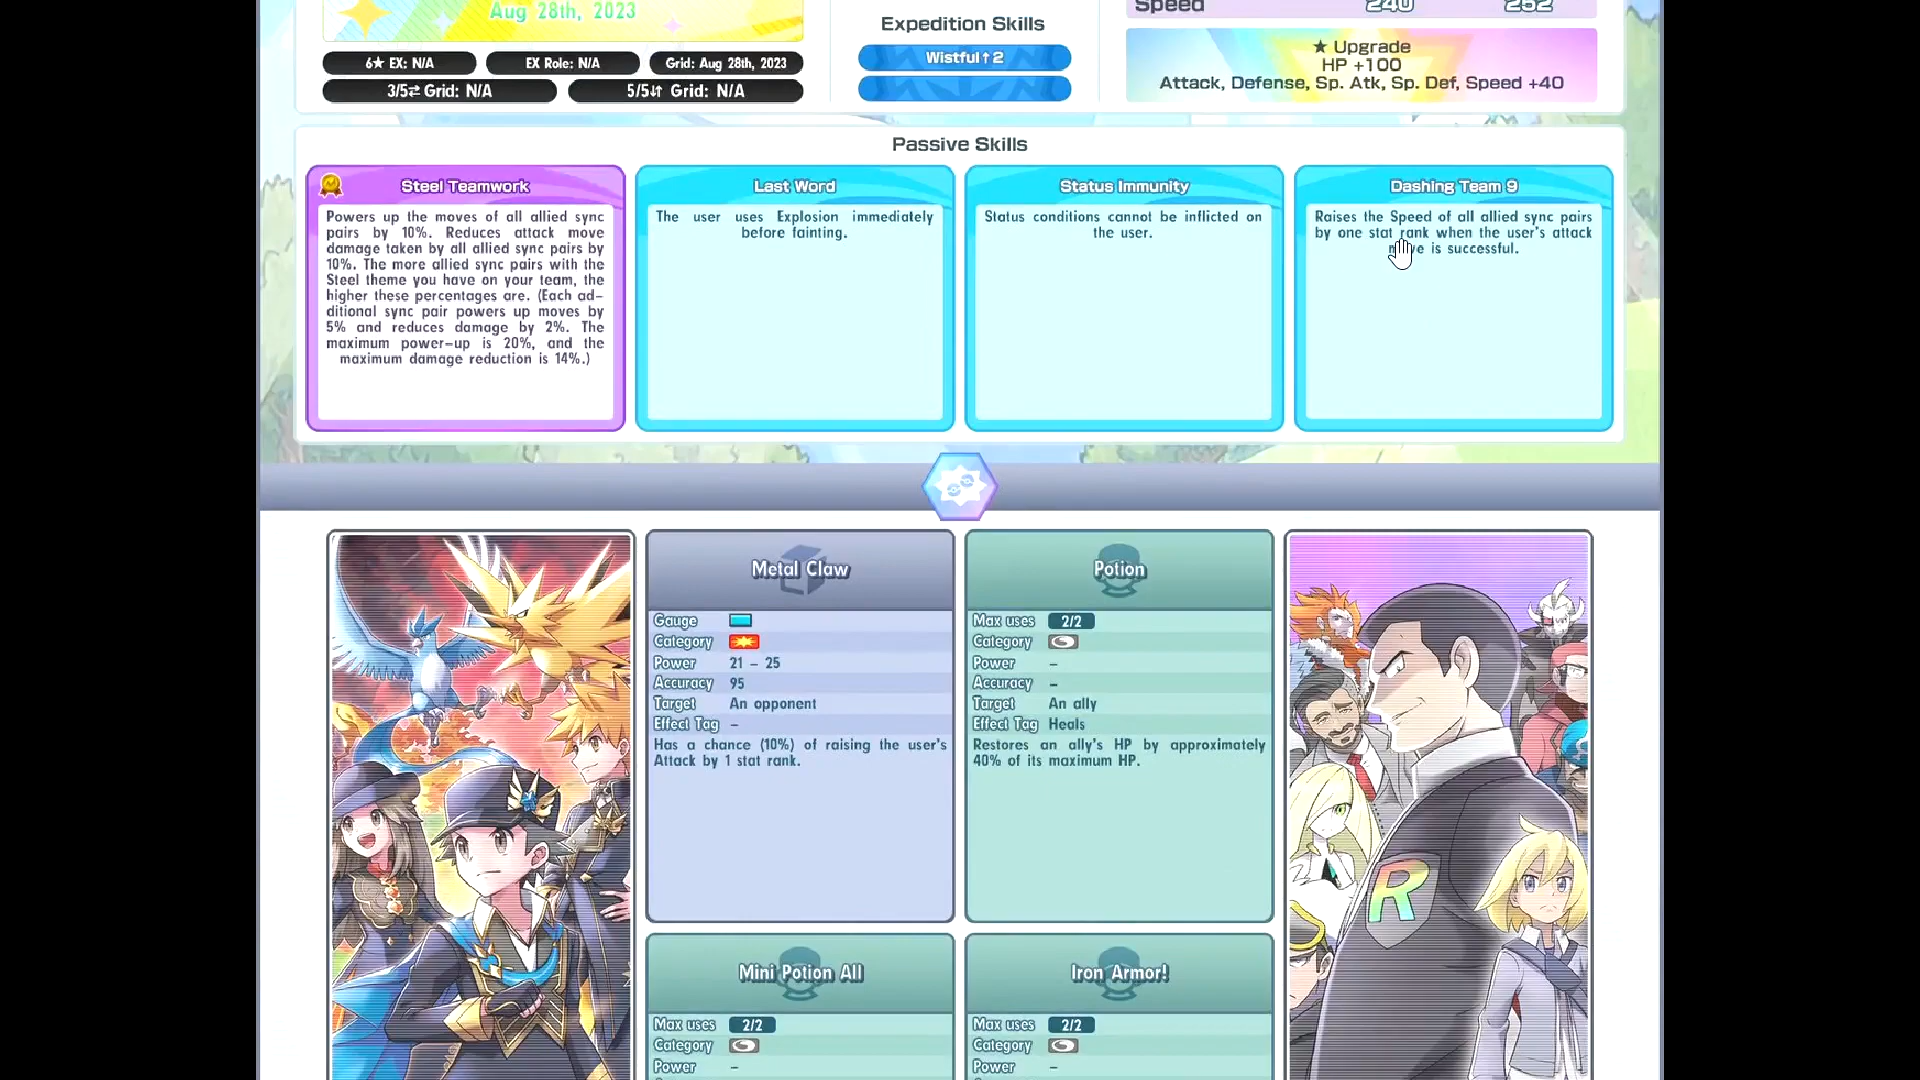 Aug 28th, 2023
6★ EX: N/A
EX Role: N/A
Grid: Aug 28th, 2023
3/5⇄ Grid: N/A
5/5↓↑ Grid: N/A
Expedition Skills
Wistful↑2
Speed 240 252
★ Upgrade
HP +100
Attack, Defense, Sp. Atk, Sp. Def, Speed +40
Passive Skills
Steel Teamwork
Powers up the moves of all allied sync
pairs by 10%. Reduces attack move
damage taken by all allied sync pairs by
10%. The more allied sync pairs with the
Steel theme you have on your team, the
higher these percentages are. (Each ad-
ditional sync pair powers up moves by
5% and reduces damage by 2%. The
maximum power-up is 20%, and the
maximum damage reduction is 14%.)
Last Word
The user uses Explosion immediately
before fainting.
Status Immunity
Status conditions cannot be inflicted on
the user.
Dashing Team 9
Raises the Speed of all allied sync pairs
by one stat rank when the user's attack
is successful.
Metal Claw
Gauge
Category
Power 21 - 25
Accuracy 95
Target An opponent
Effect Tag -
Has a chance (10%) of raising the user's
Attack by 1 stat rank.
Potion
Max uses 2/2
Category
Power -
Accuracy -
Target An ally
Effect Tag Heals
Restores an ally's HP by approximately
40% of its maximum HP.
R
Mini Potion All
Max uses 2/2
Category
Power -
Iron Armor!
Max uses 2/2
Category
Power -